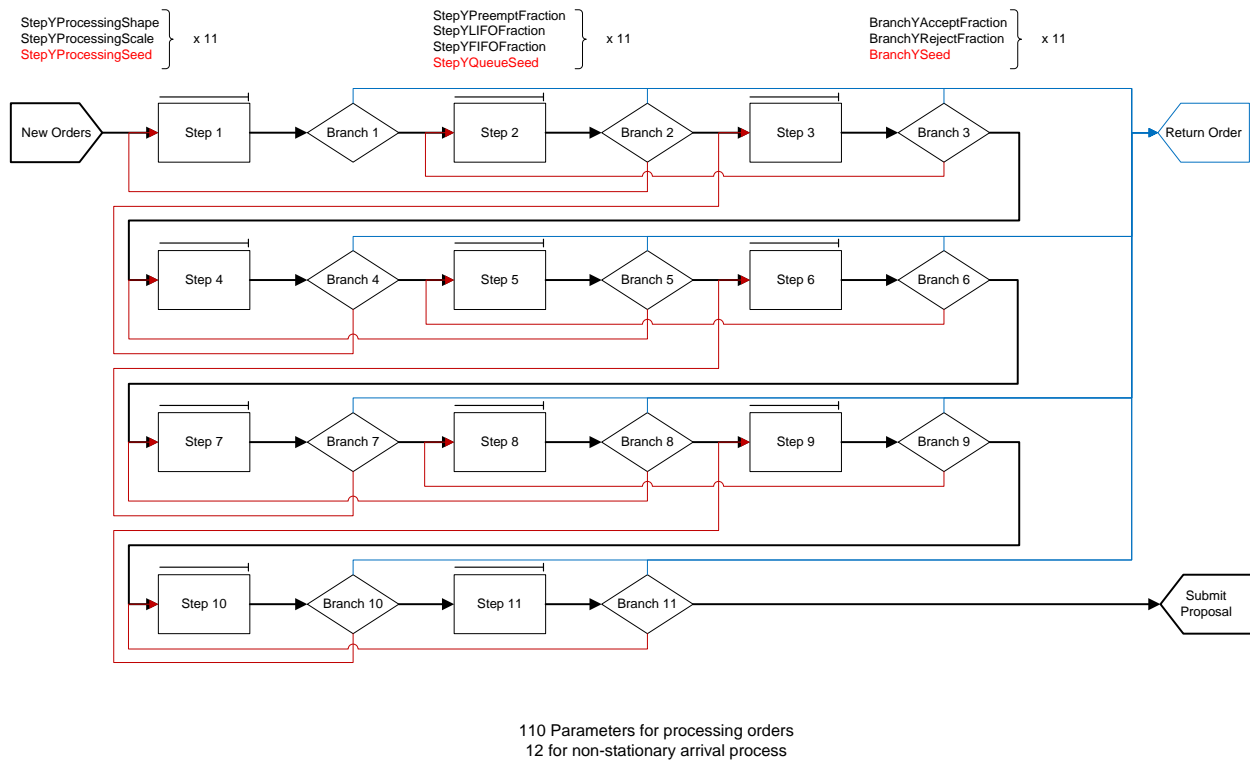 StepYProcessingShape
StepYProcessingScale
StepYProcessingSeed
x 11
StepYPreemptFraction
StepYLIFOFraction
StepYFIFOFraction
StepYQueueSeed
x 11
BranchYAcceptFraction
BranchYRejectFraction
BranchYSeed
x 11
New Orders
Step 1
Branch 1
Step 2
Branch 2
Step 3
Branch 3
Return Order
Step 4
Branch 4
Step 5
Branch 5
Step 6
Branch 6
Step 7
Branch 7
Step 8
Branch 8
Step 9
Branch 9
Step 10
Branch 10
Step 11
Branch 11
Submit
Proposal
110 Parameters for processing orders
12 for non-stationary arrival process